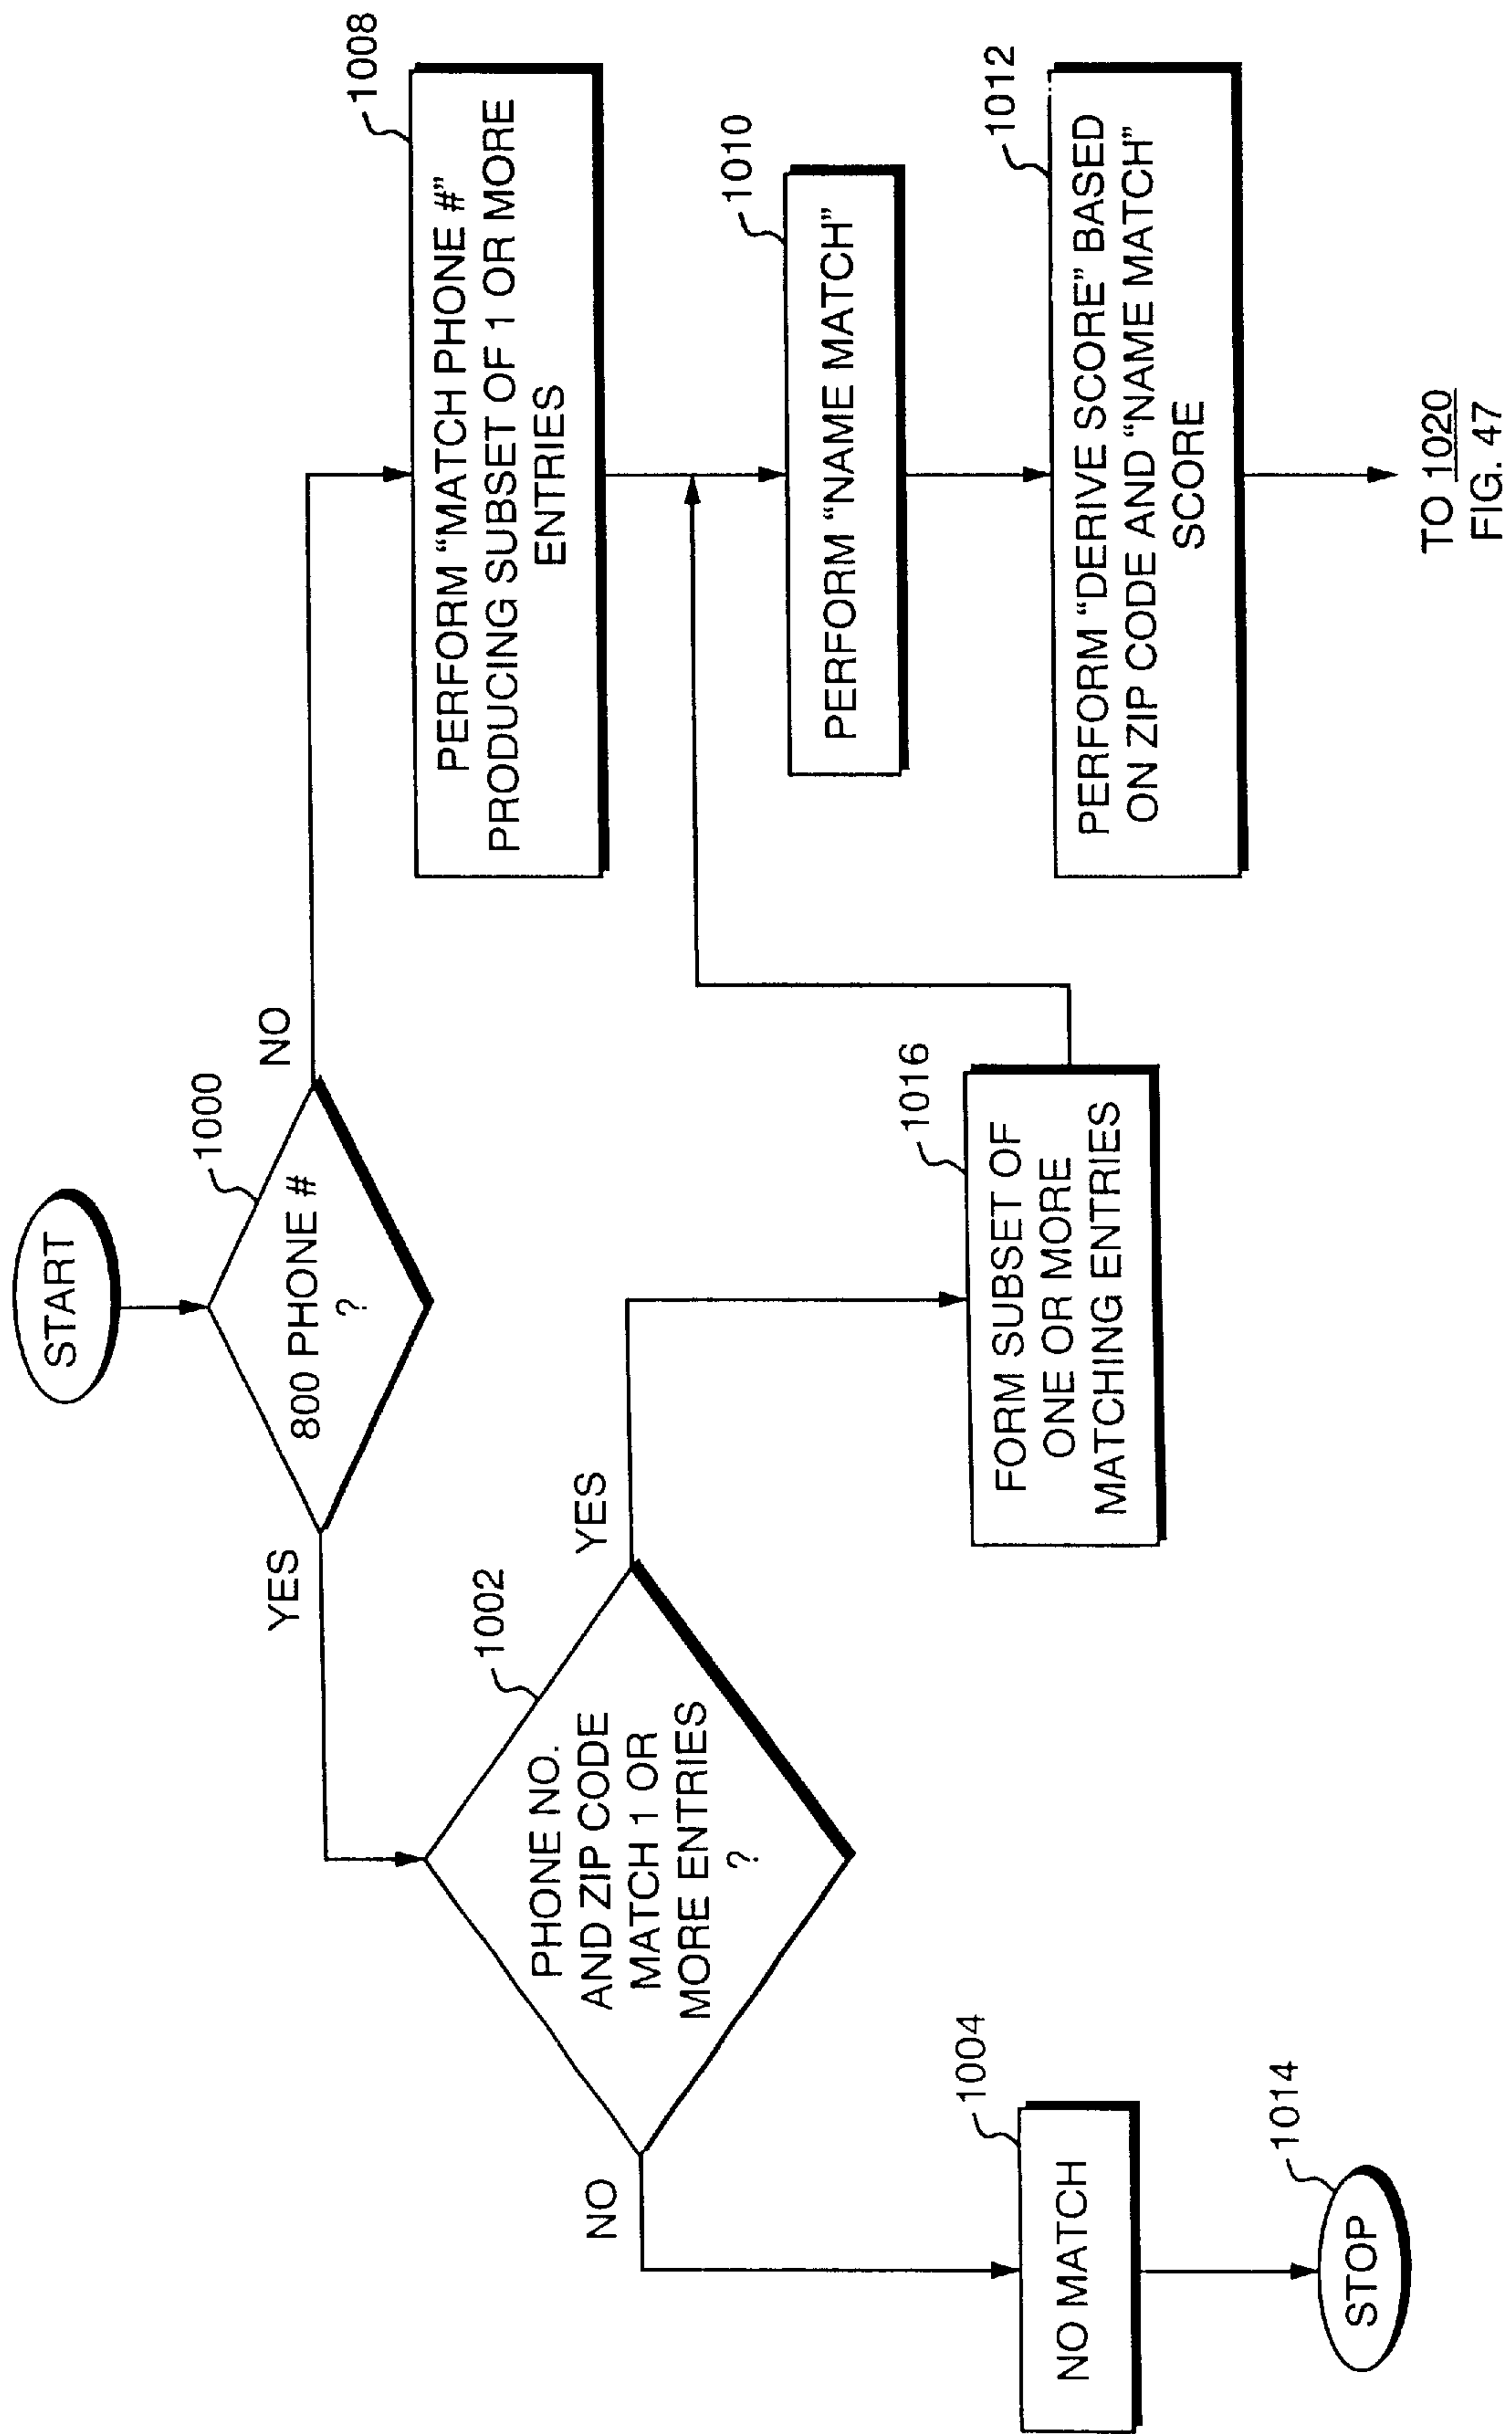 START
1000
800 PHONE #
?
YES
NO
1002
PHONE NO.
AND ZIP CODE
MATCH 1 OR
MORE ENTRIES
?
NO
YES
1004
NO MATCH
1014
STOP
1016
FORM SUBSET OF
ONE OR MORE
MATCHING ENTRIES
1008
PERFORM “MATCH PHONE #”
PRODUCING SUBSET OF 1 OR MORE
ENTRIES
1010
PERFORM “NAME MATCH”
1012
PERFORM “DERIVE SCORE” BASED
ON ZIP CODE AND “NAME MATCH”
SCORE
TO 1020
FIG. 47